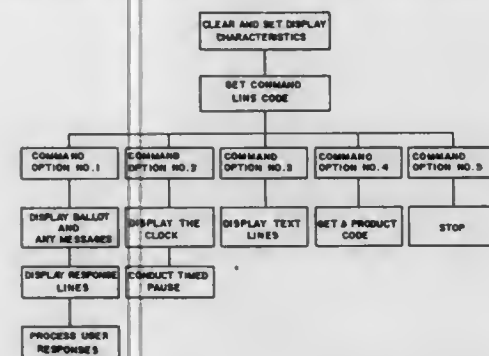 CLEAR AND SET DISPLAY
CHARACTERISTICS
GET COMMAND
LINE CODE
COMMAND
OPTION NO.1
COMMAND
OPTION NO.2
COMMAND
OPTION NO.3
COMMAND
OPTION NO.4
COMMAND
OPTION NO.5
DISPLAY BALLOT
AND
ANY MESSAGES
DISPLAY THE
CLOCK
DISPLAY TEXT
LINES
GET A PRODUCT
CODE
STOP
DISPLAY RESPONSE
LINES
CONDUCT TIMED
PAUSE
PROCESS USER
RESPONSES